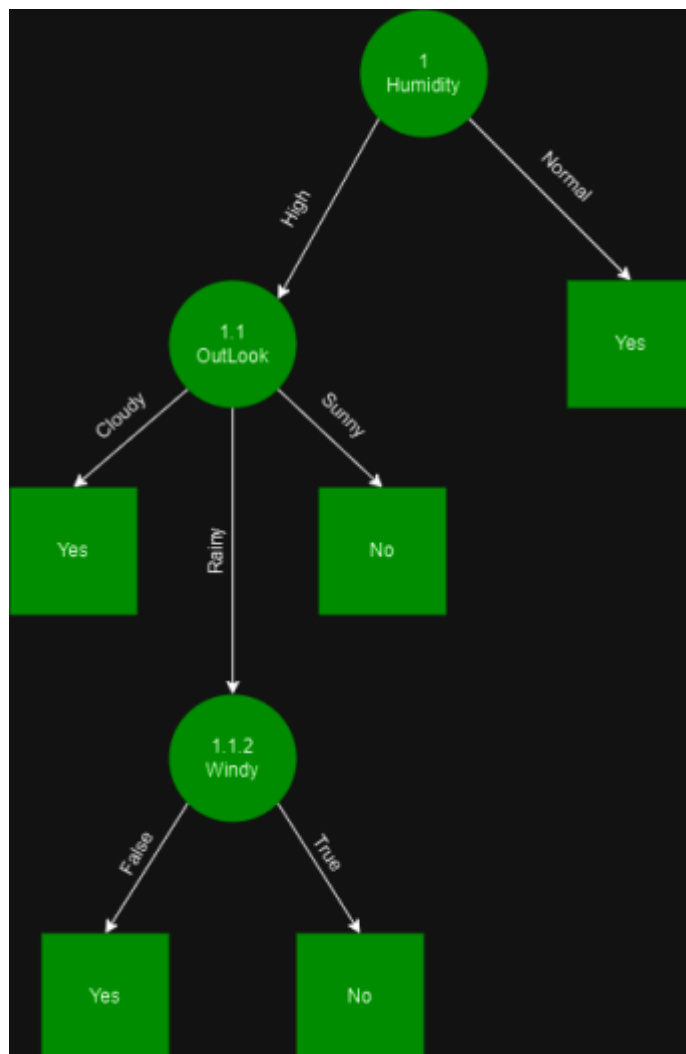 1
Humidity
High
Normal
1.1
OutLook
Yes
Cloudy
Sunny
Rainy
Yes
No
1.1.2
Windy
False
True
Yes
No